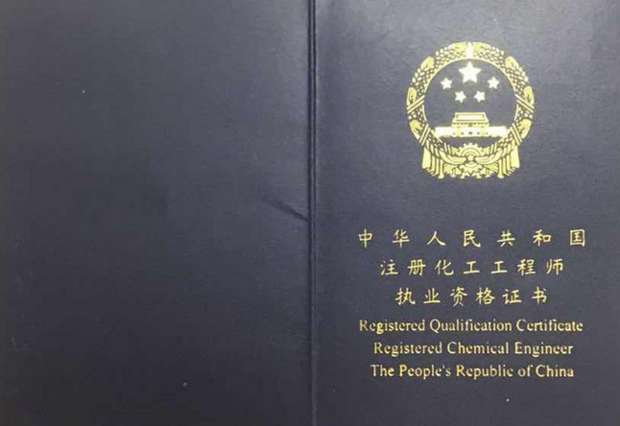 中华人民共和国
注册化工工程师
执业资格证书
Registered Qualification Certificate
Registered Chemical Engineer
The People's Republic of China